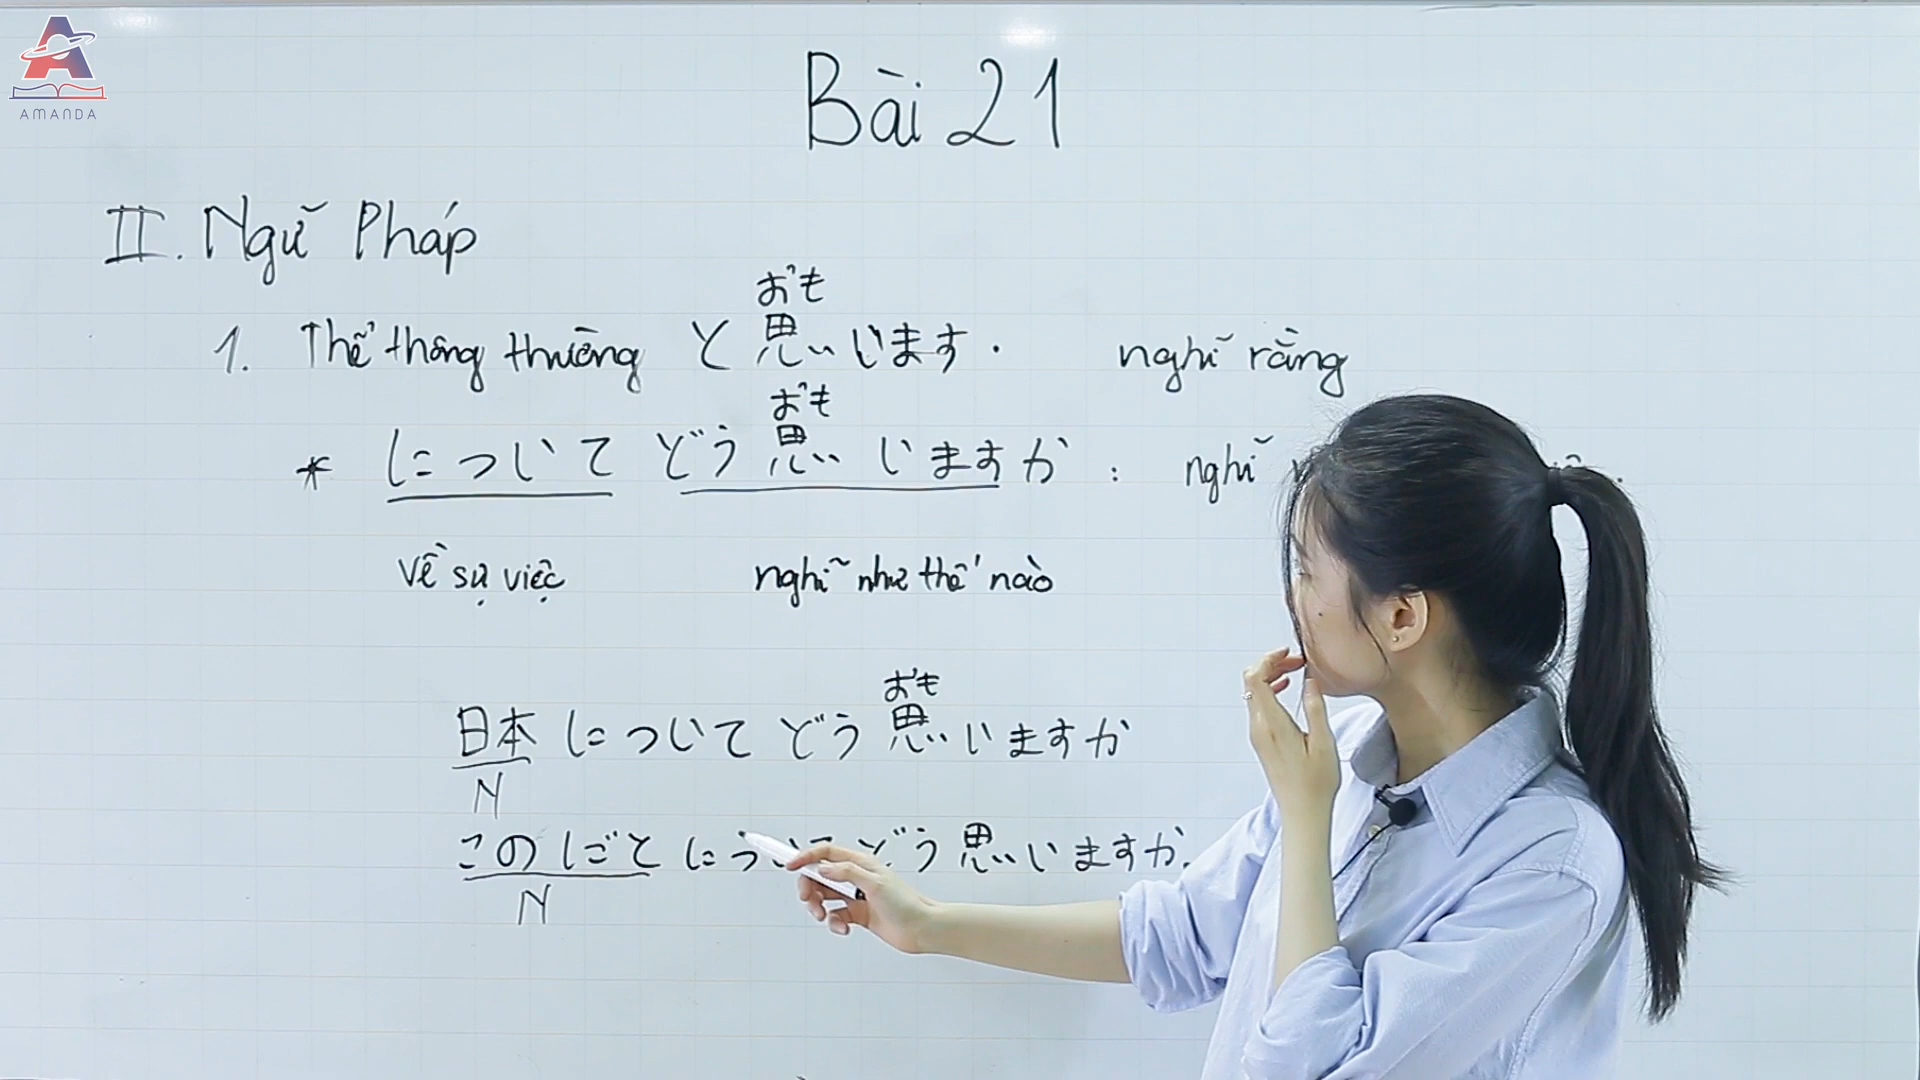 AMANDA
Bài 21
II. Ngữ Pháp
おも
1. Thể thông thường と思います. nghĩ rằng
おも
* について どう思いますか : nghĩ
về sự việc nghĩ như thế nào
おも
日本 について どう思いますか
N
このしごと について どう思いますか.
N